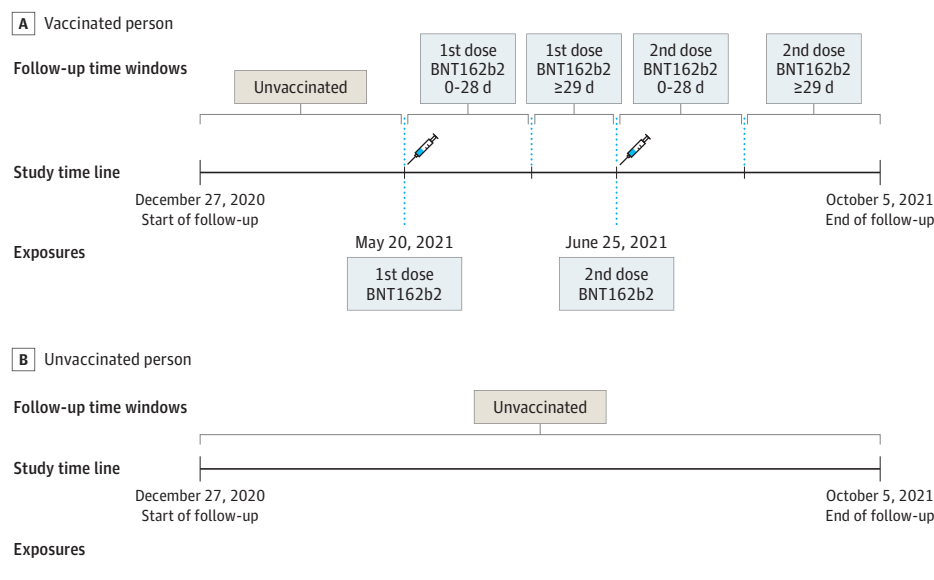 A Vaccinated person
Follow-up time windows
Unvaccinated
1st dose
BNT162b2
0-28 d
1st dose
BNT162b2
≥29 d
2nd dose
BNT162b2
0-28 d
2nd dose
BNT162b2
≥29 d
Study time line
December 27, 2020
Start of follow-up
October 5, 2021
End of follow-up
Exposures
May 20, 2021
1st dose
BNT162b2
June 25, 2021
2nd dose
BNT162b2
B Unvaccinated person
Follow-up time windows
Unvaccinated
Study time line
December 27, 2020
Start of follow-up
October 5, 2021
End of follow-up
Exposures